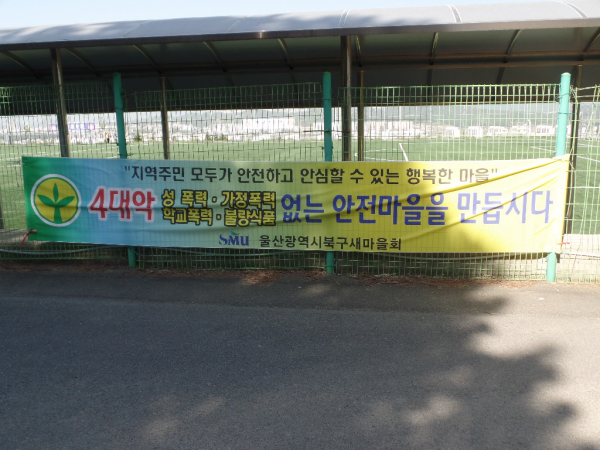 "지역주민 모두가 안전하고 안심할 수 있는 행복한 마을"
4대악 성 폭력·가정폭력 학교폭력·불량식품 없는 안전마을을 만듭시다
SMU 울산광역시북구새마을회